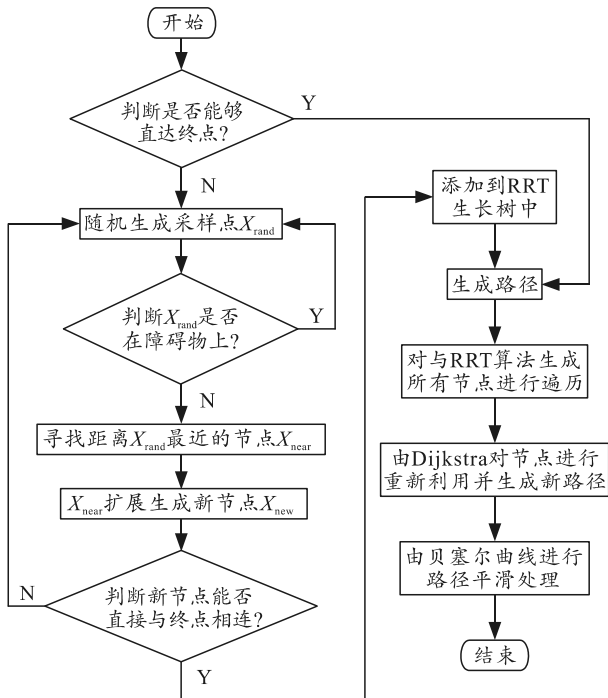 开始
判断是否能够
直达终点?
Y
N
随机生成采样点Xrand
判断Xrand是否
在障碍物上?
Y
N
寻找距离Xrand最近的节点Xnear
Xnear扩展生成新节点Xnew
判断新节点能否
直接与终点相连?
N
Y
添加到RRT
生长树中
生成路径
对与RRT算法生成
所有节点进行遍历
由Dijkstra对节点进行
重新利用并生成新路径
由贝塞尔曲线进行
路径平滑处理
结束